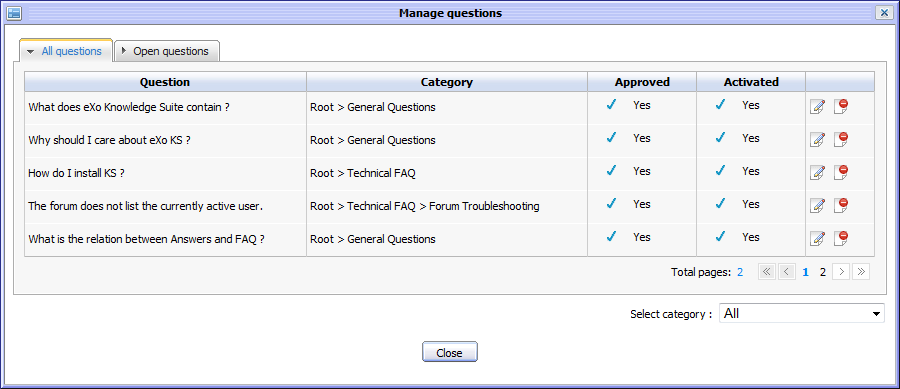 Manage questions
All questions Open questions
Question Category Approved Activated
What does eXo Knowledge Suite contain ? Root > General Questions Yes Yes
Why should I care about eXo KS ? Root > General Questions Yes Yes
How do I install KS ? Root > Technical FAQ Yes Yes
The forum does not list the currently active user. Root > Technical FAQ > Forum Troubleshooting Yes Yes
What is the relation between Answers and FAQ ? Root > General Questions Yes Yes
Total pages: 2 1 2
Select category : All
Close